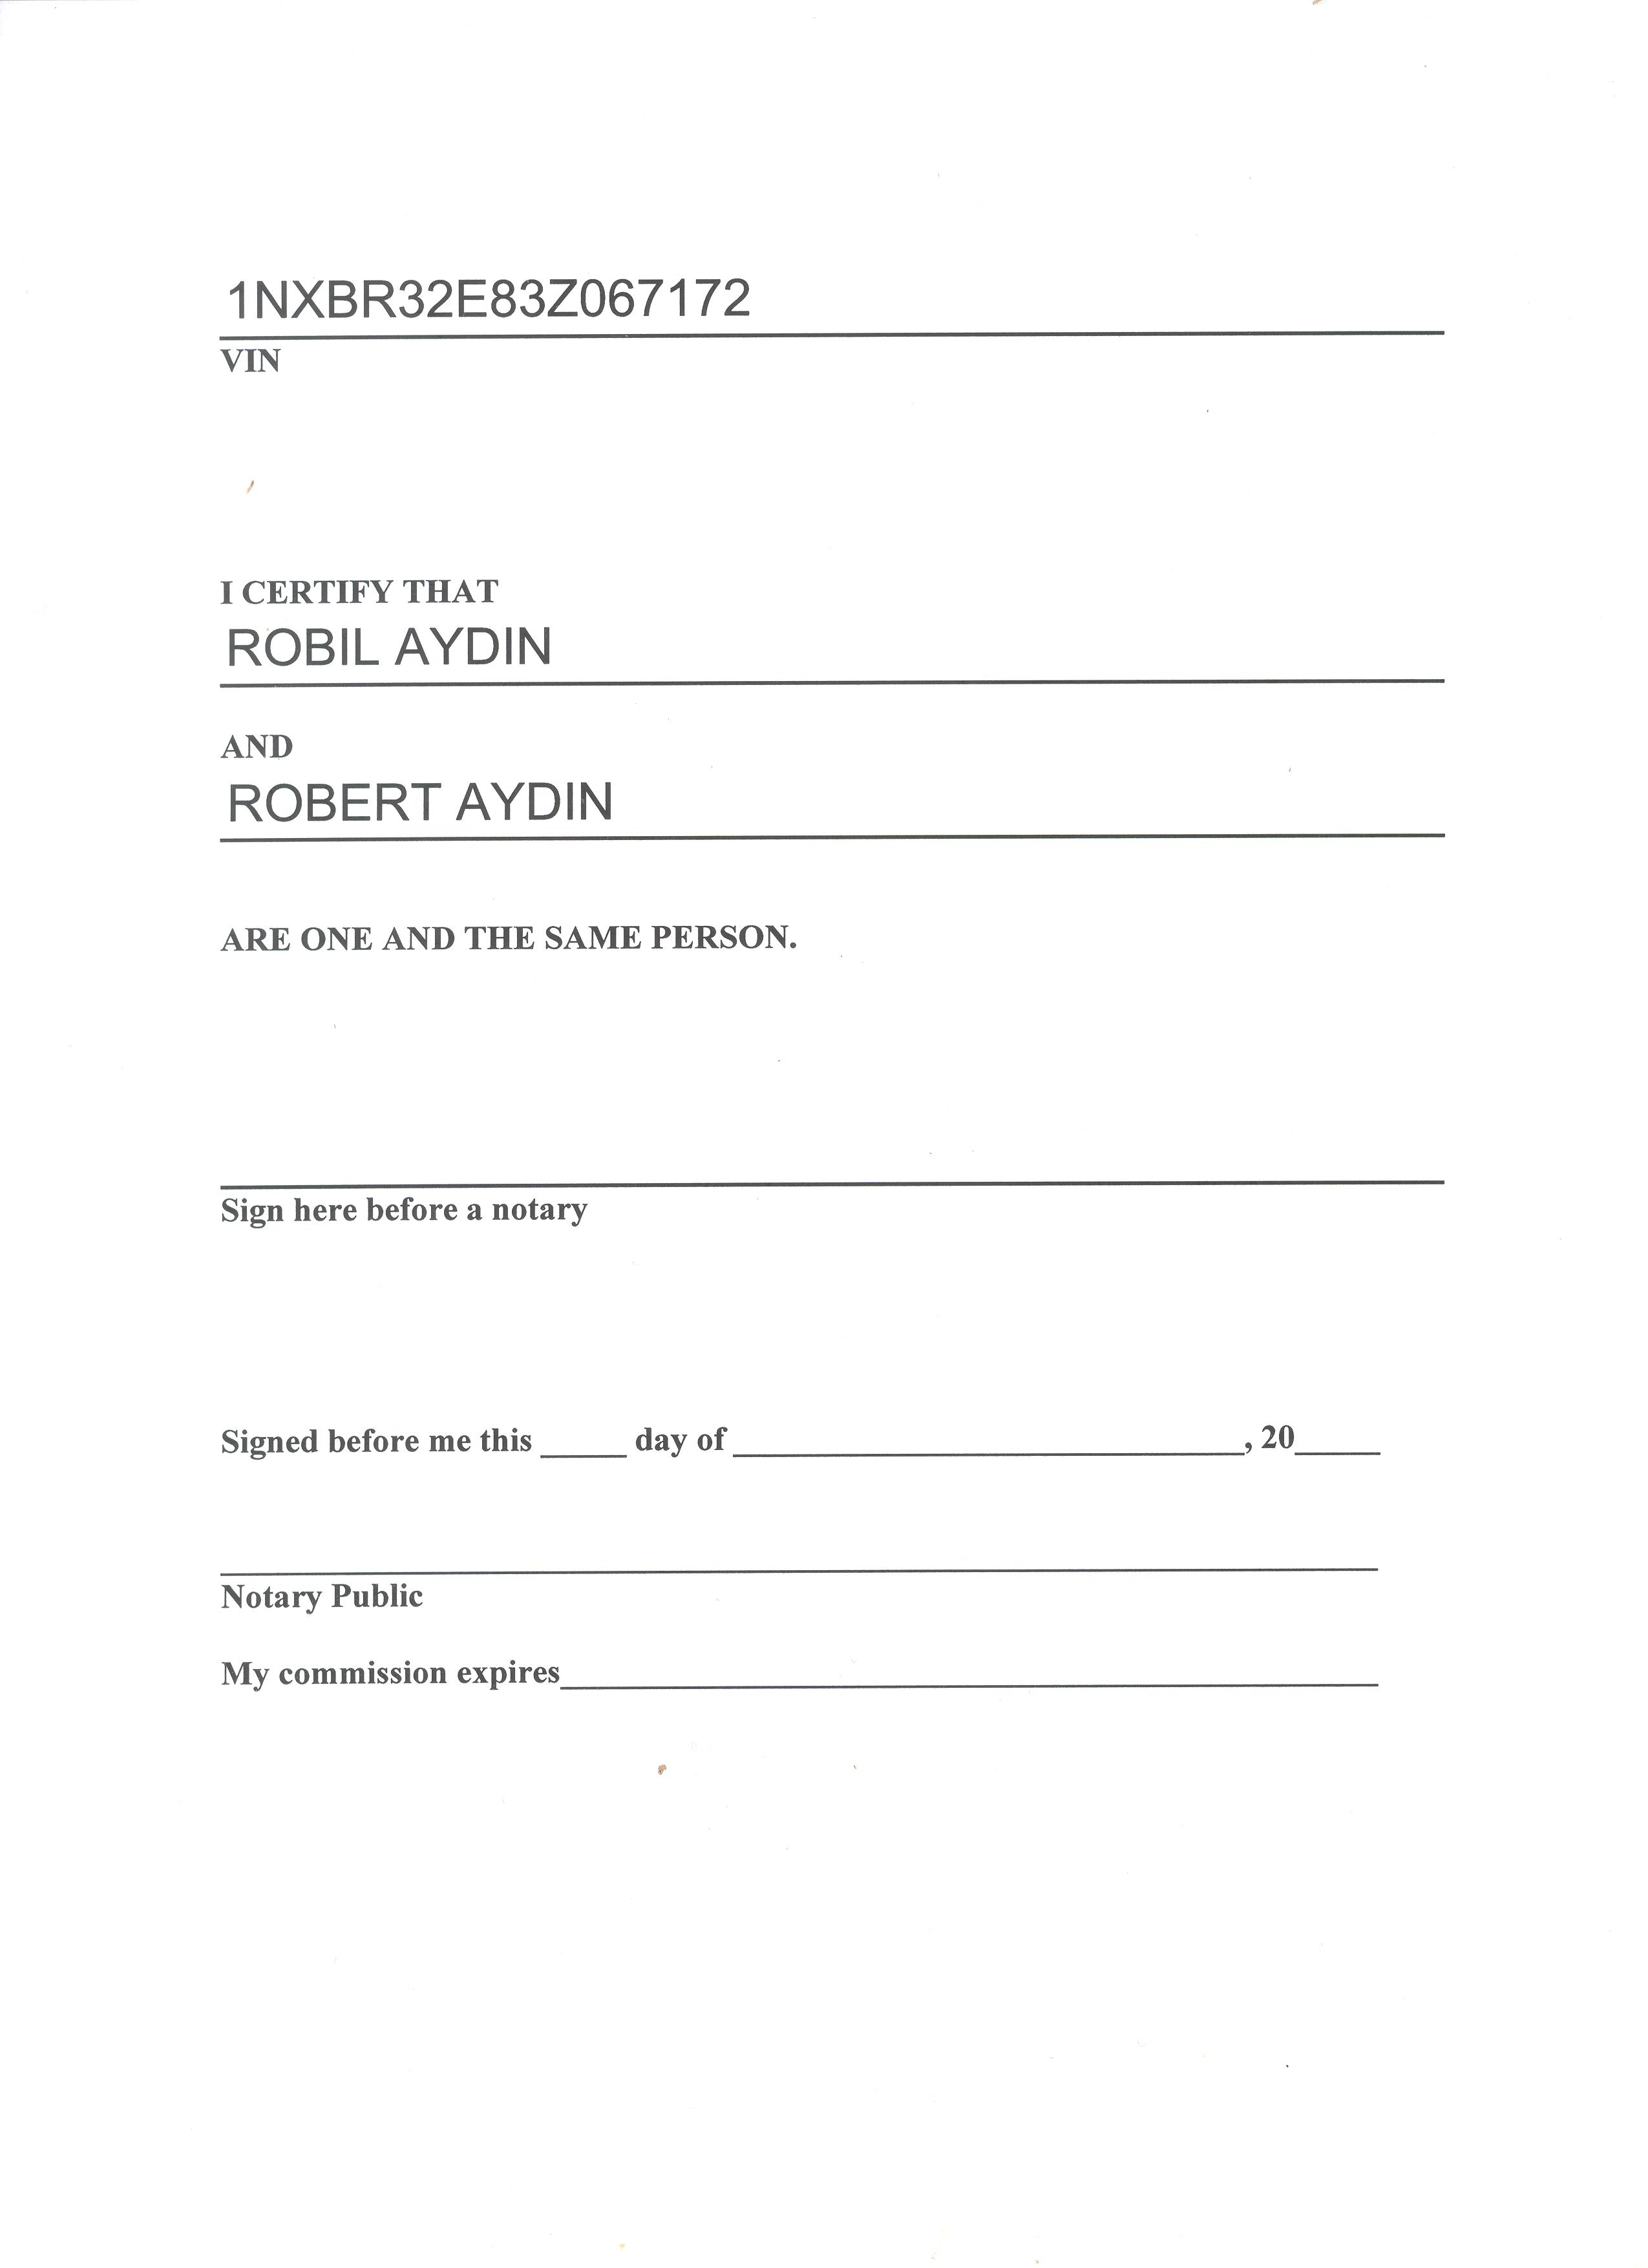 1NXBR32E83Z067172
VIN
I CERTIFY THAT
ROBIL AYDIN
AND
ROBERT AYDIN
ARE ONE AND THE SAME PERSON.
Sign here before a notary
Signed before me this _____ day of ______________________________, 20_____
Notary Public
My commission expires________________________________________________